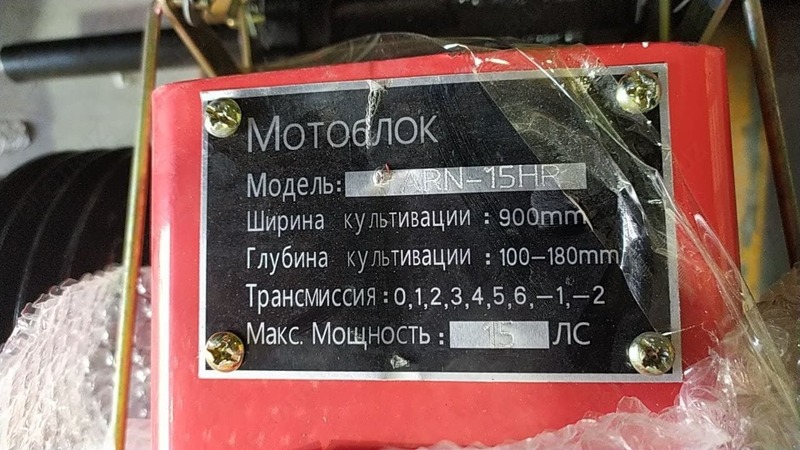 Мотоблок
Модель: ARN-15HP
Ширина культивации : 900mm
Глубина культивации : 100-180mm
Трансмиссия : 0,1,2,3,4,5,6,-1,-2
Макс. Мощность : 15 ЛС